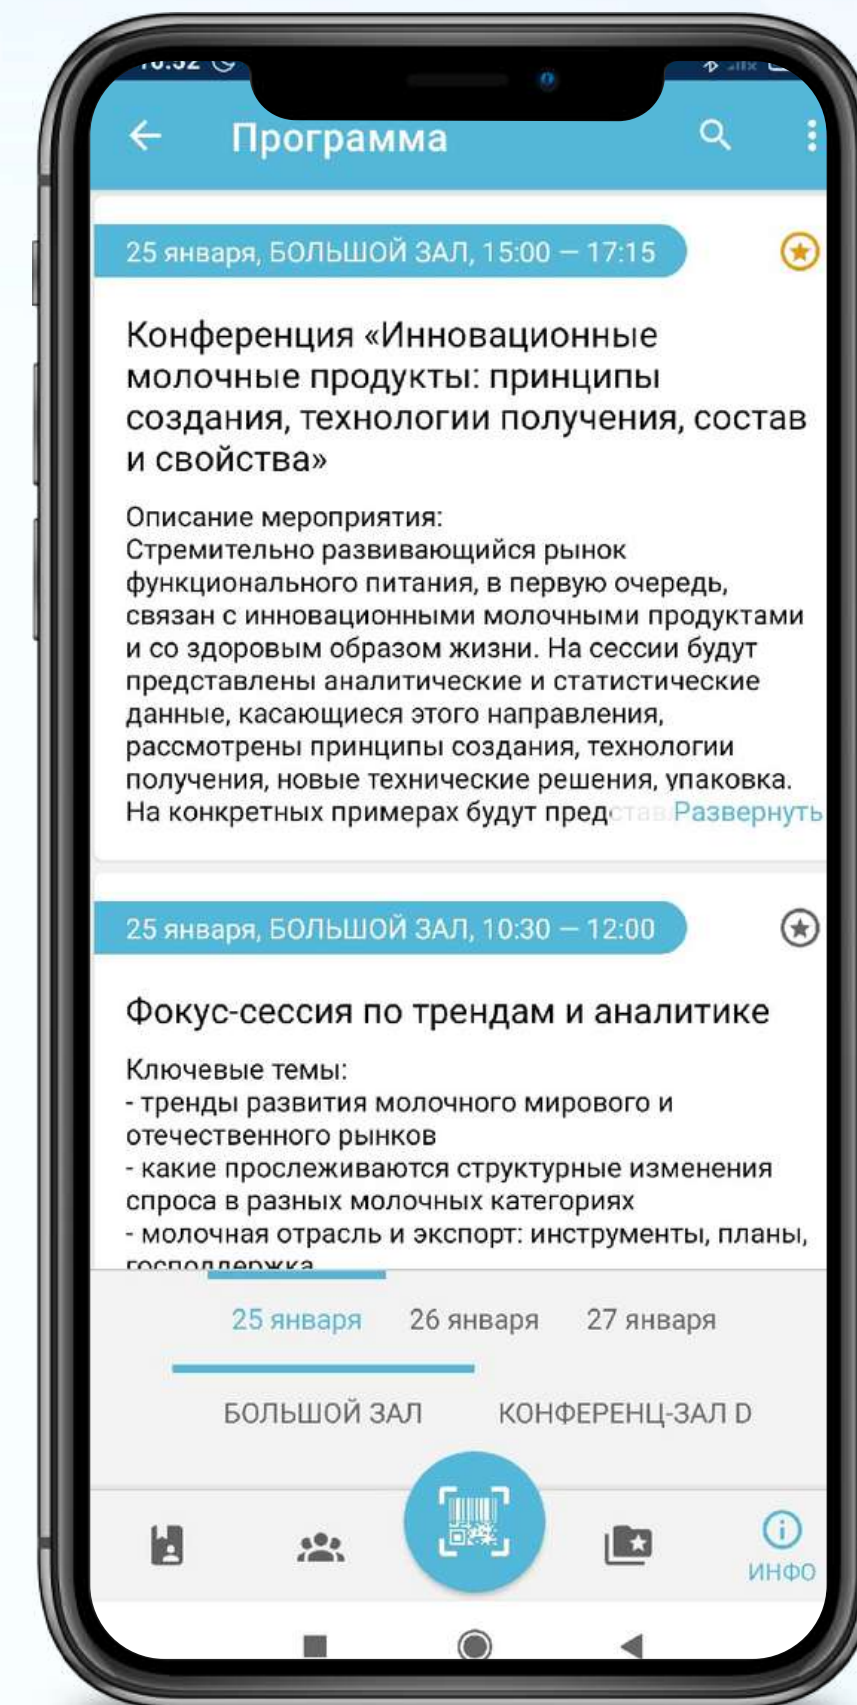 Программа
25 января, БОЛЬШОЙ ЗАЛ, 15:00 — 17:15
Конференция «Инновационные
молочные продукты: принципы
создания, технологии получения, состав
и свойства»
Описание мероприятия:
Стремительно развивающийся рынок
функционального питания, в первую очередь,
связан с инновационными молочными продуктами
и со здоровым образом жизни. На сессии будут
представлены аналитические и статистические
данные, касающиеся этого направления,
рассмотрены принципы создания, технологии
получения, новые технические решения, упаковка.
На конкретных примерах будут представ Развернуть
25 января, БОЛЬШОЙ ЗАЛ, 10:30 — 12:00
Фокус-сессия по трендам и аналитике
Ключевые темы:
- тренды развития молочного мирового и
отечественного рынков
- какие прослеживаются структурные изменения
спроса в разных молочных категориях
- молочная отрасль и экспорт: инструменты, планы,
господдержка
25 января 26 января 27 января
БОЛЬШОЙ ЗАЛ КОНФЕРЕНЦ-ЗАЛ D
ИНФО